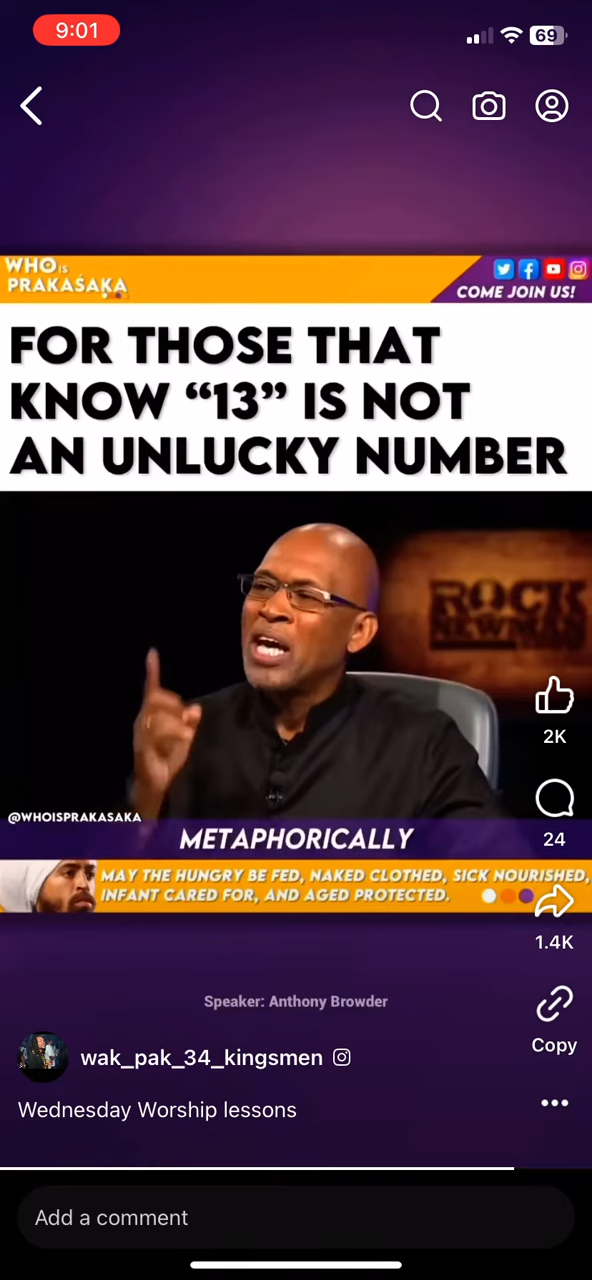 9:01
69
WHO IS
PRAKAŚAKA
COME JOIN US!
FOR THOSE THAT
KNOW “13” IS NOT
AN UNLUCKY NUMBER
ROCK
NEWMAN
2K
24
@WHOISPRAKASAKA
METAPHORICALLY
MAY THE HUNGRY BE FED, NAKED CLOTHED, SICK NOURISHED,
INFANT CARED FOR, AND AGED PROTECTED.
1.4K
Speaker: Anthony Browder
Copy
wak_pak_34_kingsmen
Wednesday Worship lessons
Add a comment